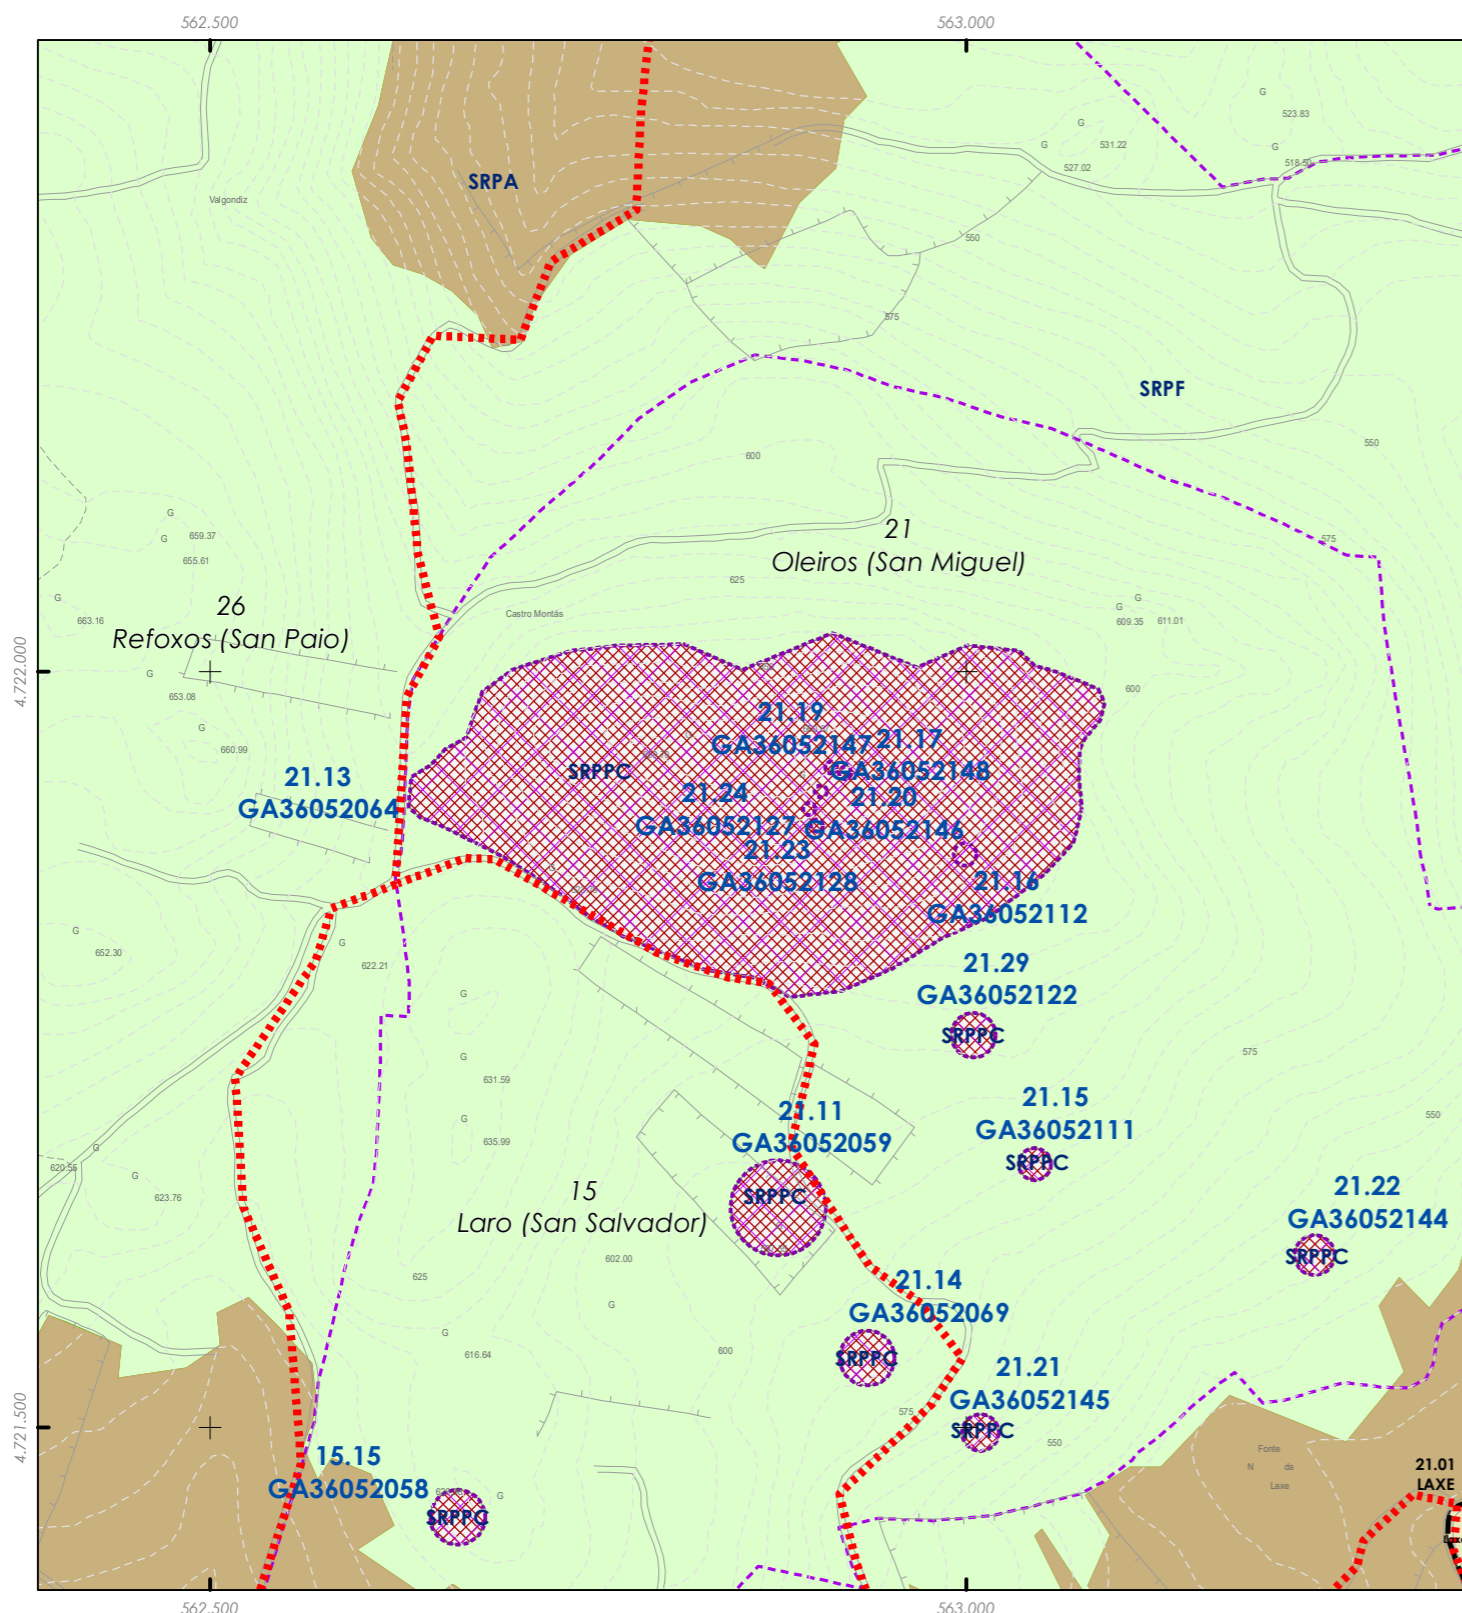 562.500
563.000
523.83
531.22
518.50
527.02
SRPA
Valgondiz
550
575
SRPF
550
600
21
Oleiros (San Miguel)
575
659.37
655.61
625
26
Refoxos (San Paio)
Castro Montás
663.16
609.35
611.01
4.722.000
653.08
600
660.99
21.19
GA36052147
21.17
GA36052148
SRPPC
21.13
GA36052064
21.24
GA36052127
21.20
GA36052146
21.23
GA36052128
21.16
GA36052112
652.30
622.21
21.29
GA36052122
SRPPC
575
631.59
21.11
GA36052059
21.15
GA36052111
SRPPC
550
635.99
620.55
623.76
15
Laro (San Salvador)
SRPPC
21.22
GA36052144
SRPPC
602.00
625
21.14
GA36052069
SRPPC
600
616.64
21.21
GA36052145
SRPPC
575
550
4.721.500
15.15
GA36052058
SRPPC
Fonte
N da
Laxe
21.01
LAXE
562.500
563.000